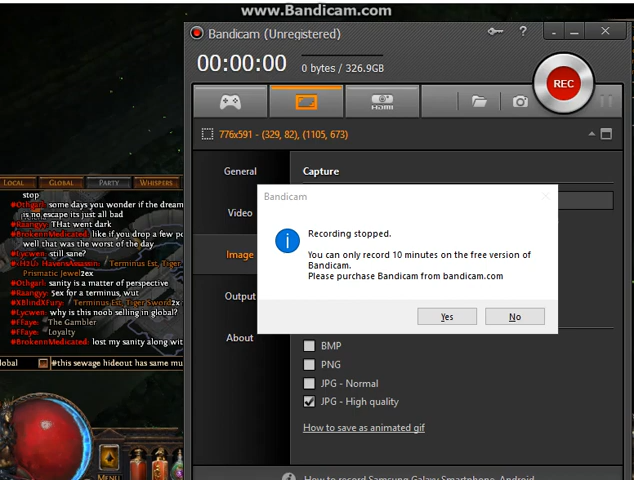 www.Bandicam.com
Bandicam (Unregistered)
?
00:00:00
0 bytes / 326.9GB
REC
HDMI
776x591 - (329, 82), (1105, 673)
General
Capture
Video
Image
Output
About
Bandicam
Recording stopped.
You can only record 10 minutes on the free version of
Bandicam.
Please purchase Bandicam from bandicam.com
Yes
No
BMP
PNG
JPG - Normal
JPG - High quality
How to save as animated gif
How to record Samsung Galaxy Smartphone, Android
LOCAL GLOBAL PARTY WHISPERS
stop
#Othgar: some days you wonder if the dream
is no escape its just all bad
#Raangyy: THat went dark
#BrokennMedicated: like if you drop a few po
well that was the worst of the day
#Lycwen: still sane?
Terminus Est, Tiger
Prismatic Jewel 2ex
sanity is a matter of perspective
#Raangyy: 5ex for a terminus, wut
#XBlindXFury: / Terminus Est, Tiger Sword 2x
#Lycwen: why is this noob selling in global?
#Ffaye: The Gambler
#Ffaye: Loyalty
#BrokennMedicated: lost my sanity along wit
lobal
#this sewage hideout has same mu
MENU